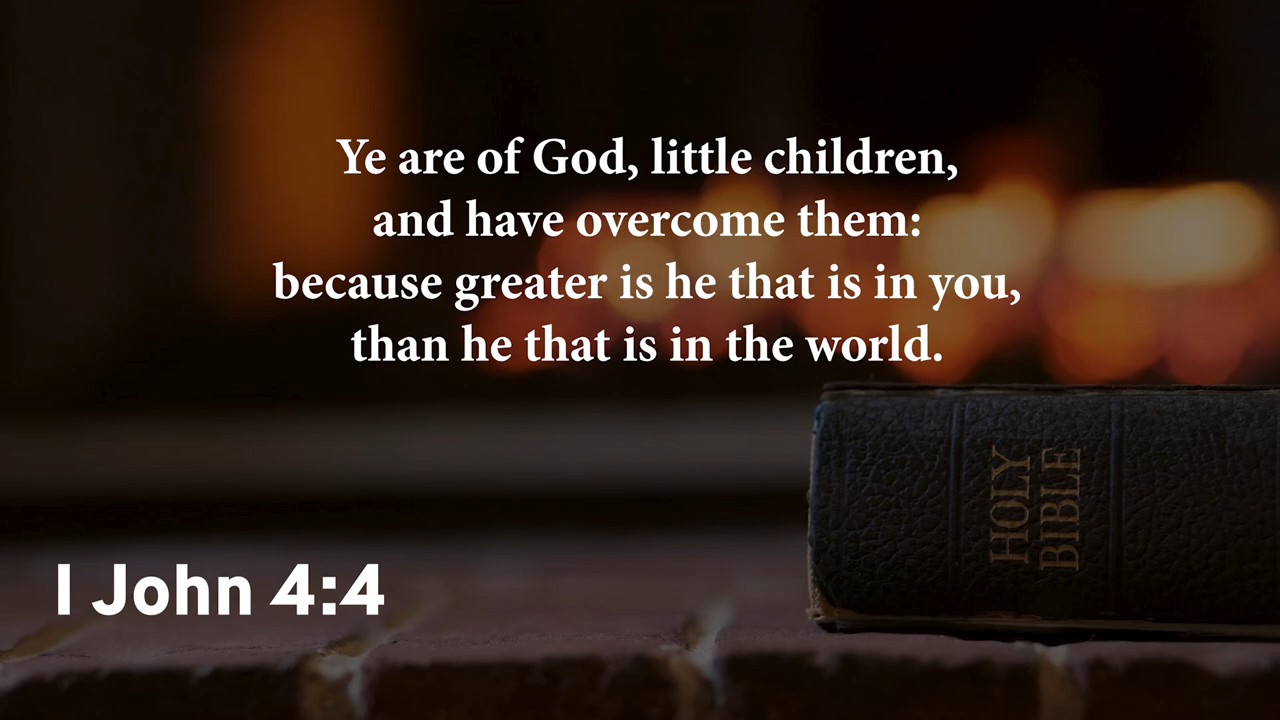 Ye are of God, little children,
and have overcome them:
because greater is he that is in you,
than he that is in the world.
HOLY
BIBLE
I John 4:4